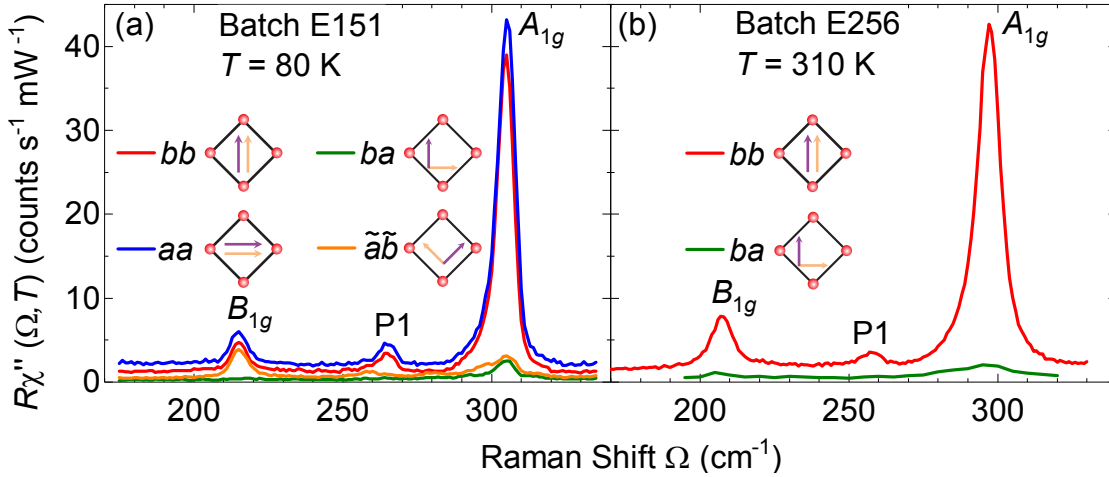 (a) Batch E151
T = 80 K
A1g
bb
ba
aa
ãb̃
B1g
P1
(b) Batch E256
T = 310 K
A1g
bb
ba
B1g
P1
Rχ'' (Ω,T) (counts s⁻¹ mW⁻¹)
0
10
20
30
40
200
250
300
200
250
300
Raman Shift Ω (cm⁻¹)